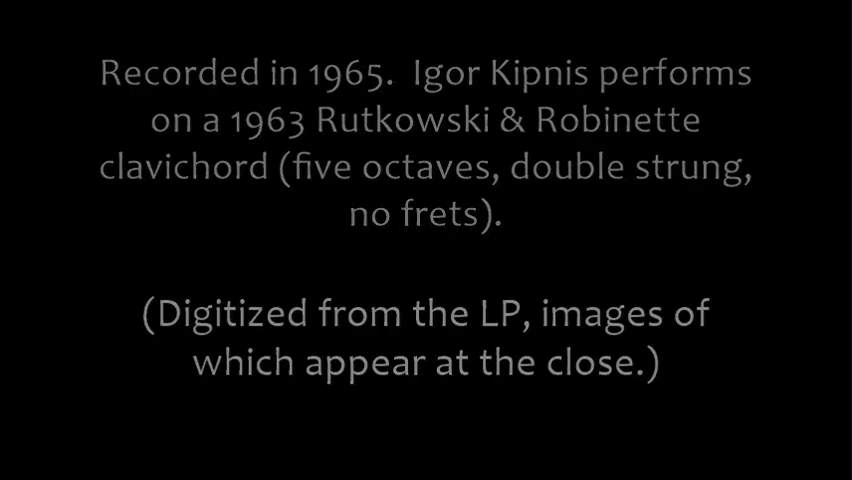 Recorded in 1965.  Igor Kipnis performs
on a 1963 Rutkowski & Robinette
clavichord (five octaves, double strung,
no frets).
(Digitized from the LP, images of
which appear at the close.)